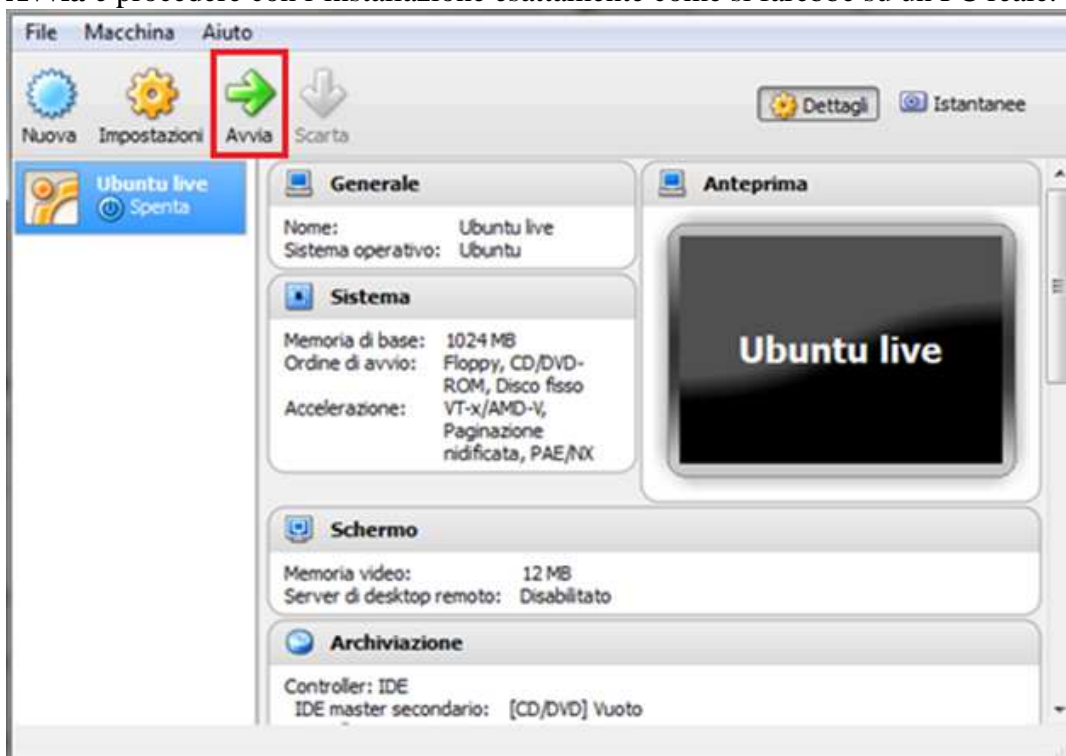 Avvia e procedere con l'installazione esattamente come si farebbe su un PC reale.
File Macchina Aiuto
Nuova Impostazioni Avvia Scarta
Dettagli Istantanee
Ubuntu live
Spenta
Generale
Nome: Ubuntu live
Sistema operativo: Ubuntu
Sistema
Memoria di base: 1024 MB
Ordine di avvio: Floppy, CD/DVD-
ROM, Disco fisso
Accelerazione: VT-x/AMD-V,
Paginazione
nidificata, PAE/NX
Anteprima
Ubuntu live
Schermo
Memoria video: 12 MB
Server di desktop remoto: Disabilitato
Archiviazione
Controller: IDE
IDE master secondario: [CD/DVD] Vuoto